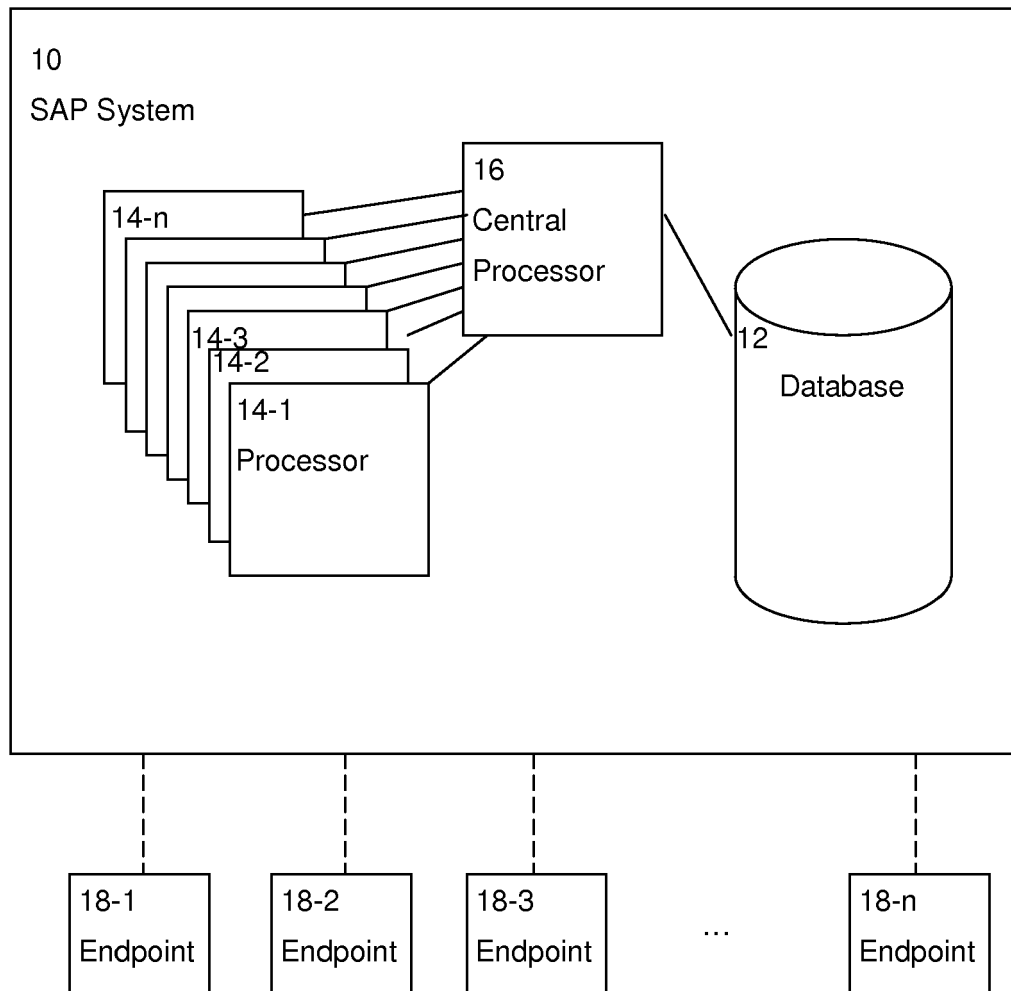 10
SAP System
16
Central
Processor
14-n
14-3
14-2
14-1
Processor
12
Database
18-1
Endpoint
18-2
Endpoint
18-3
Endpoint
...
18-n
Endpoint